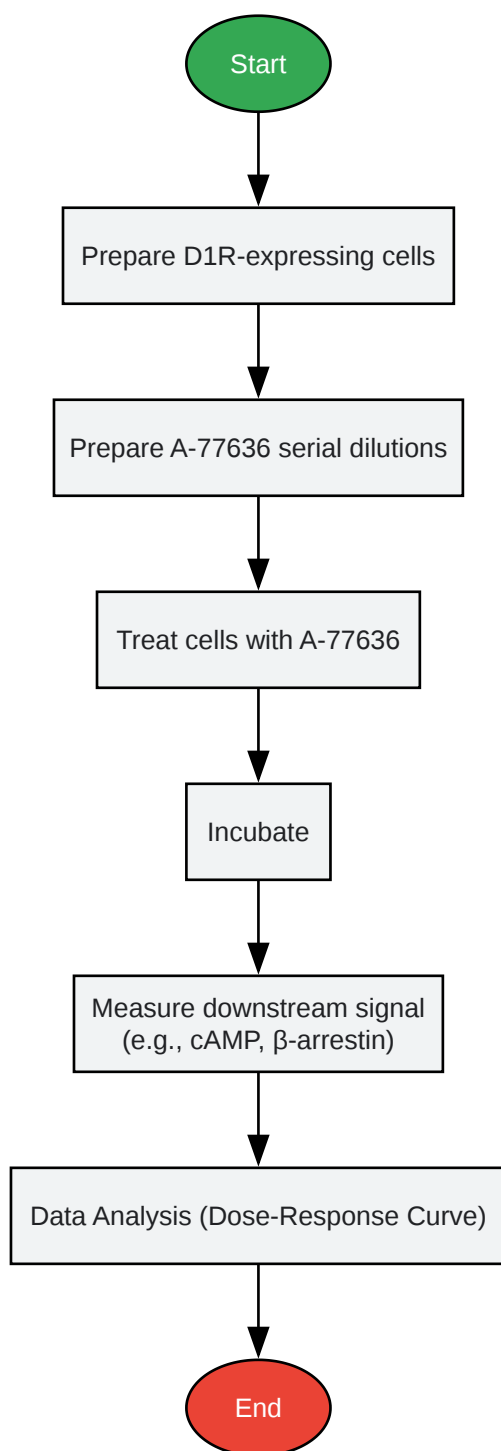 Start
Prepare D1R-expressing cells
Prepare A-77636 serial dilutions
Treat cells with A-77636
Incubate
Measure downstream signal
(e.g., cAMP, β-arrestin)
Data Analysis (Dose-Response Curve)
End